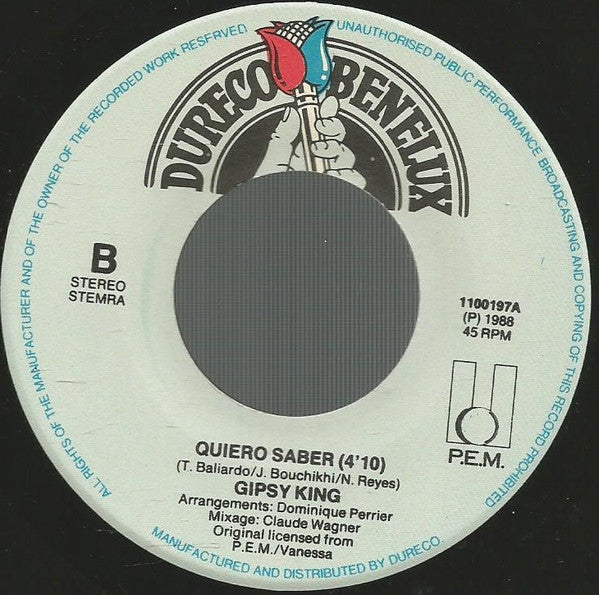 ALL RIGHTS OF THE MANUFACTURER AND OF THE OWNER OF THE RECORDED WORK RESERVED
UNAUTHORISED PUBLIC PERFORMANCE BROADCASTING AND COPYING OF THIS RECORD PROHIBITED
DURECO BENELUX
B
STEREO
STEMRA
1100197A
(P) 1988
45 RPM
P.E.M.
QUIERO SABER (4'10)
(T. Baliardo/J. Bouchikhi/N. Reyes)
GIPSY KING
Arrangements: Dominique Perrier
Mixage: Claude Wagner
Original licensed from
P.E.M./Vanessa
MANUFACTURED AND DISTRIBUTED BY DURECO.